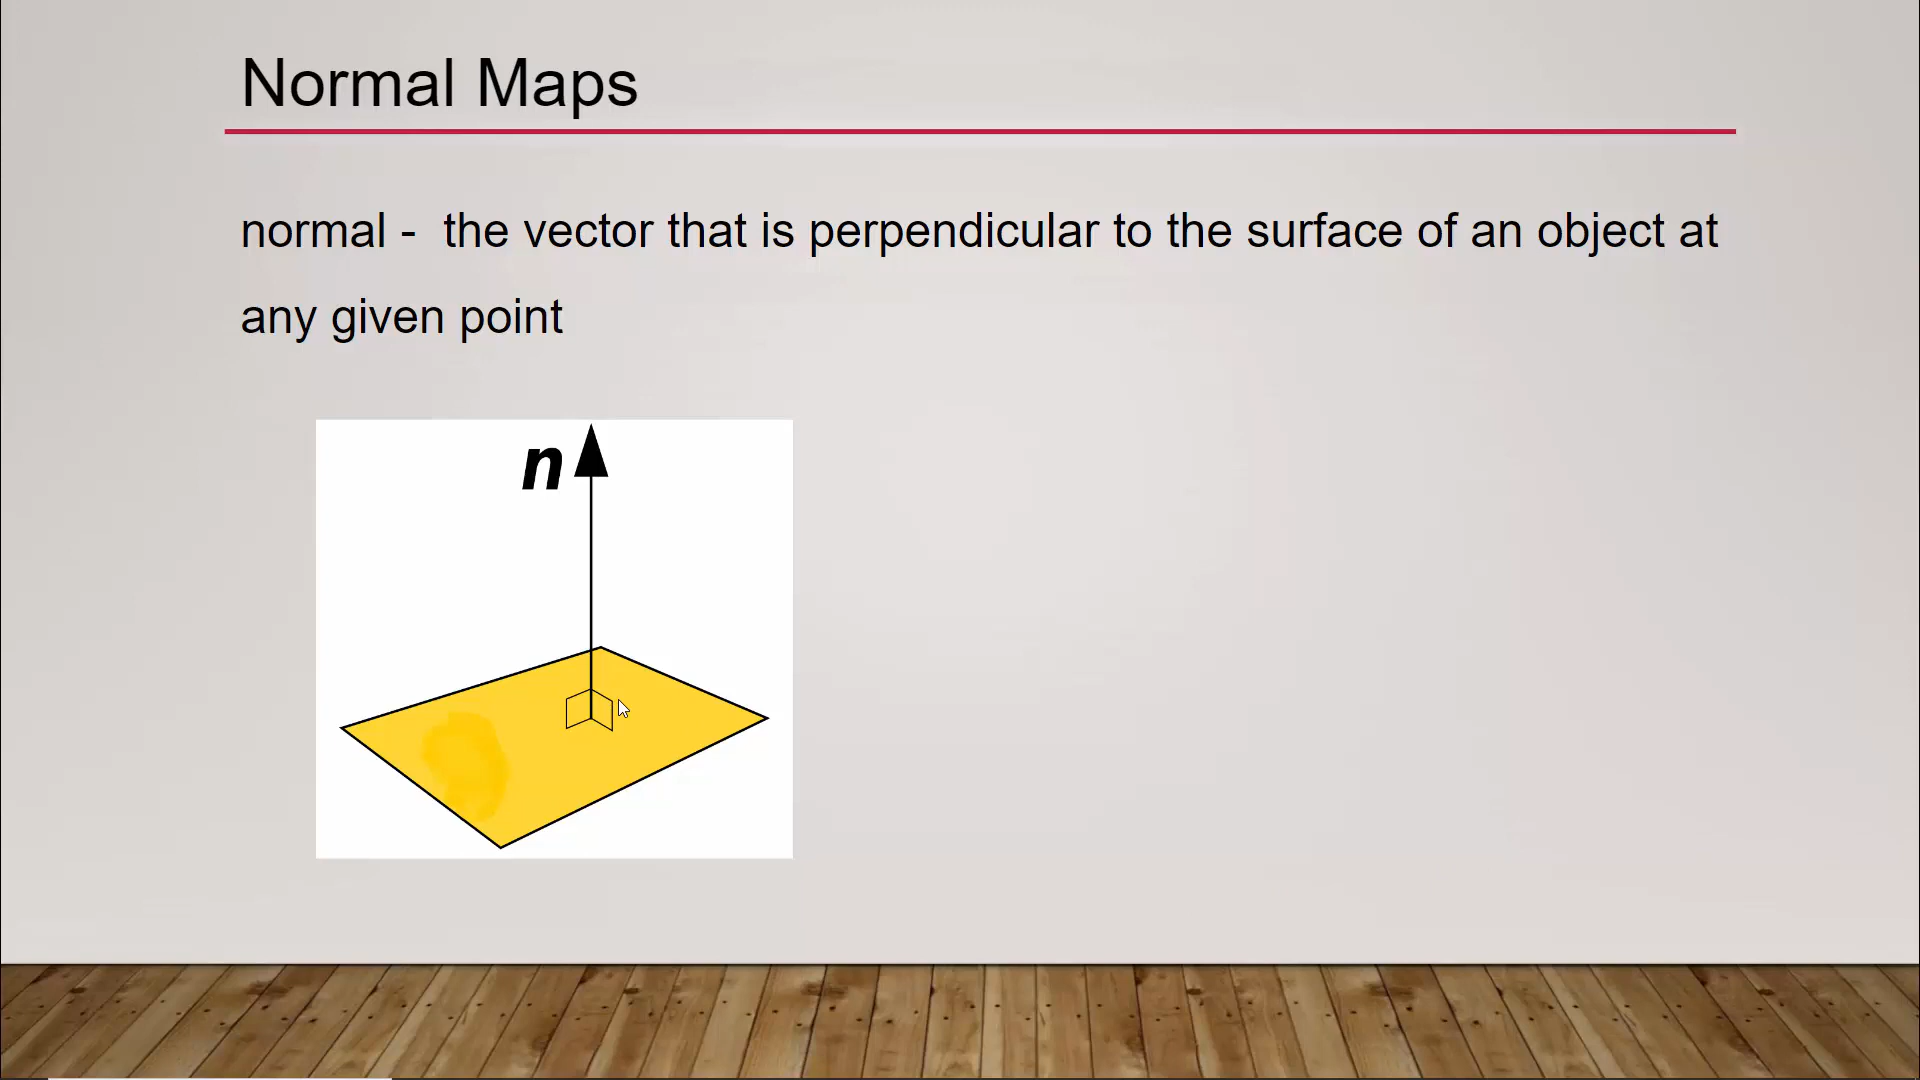 Normal Maps
normal -  the vector that is perpendicular to the surface of an object at
any given point
n